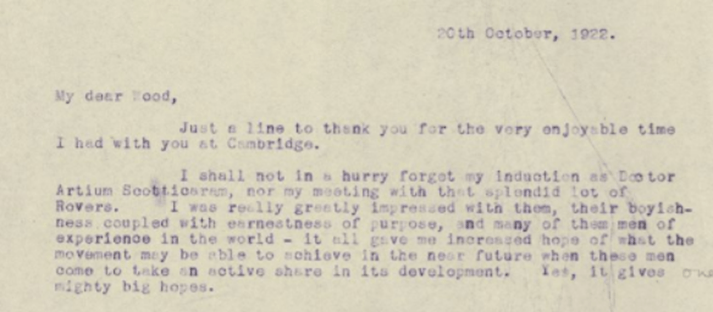 20th October, 1922.
My dear Wood,
Just a line to thank you for the very enjoyable time
I had with you at Cambridge.
I shall not in a hurry forget my induction as Doctor
Artium Scotticaram, nor my meeting with that splendid lot of
Rovers. I was really greatly impressed with them, their boyish-
ness coupled with earnestness of purpose, and many of them men of
experience in the world - it all gave me increased hope of what the
movement may be able to achieve in the near future when these men
come to take an active share in its development. Yes, it gives one
mighty big hopes.